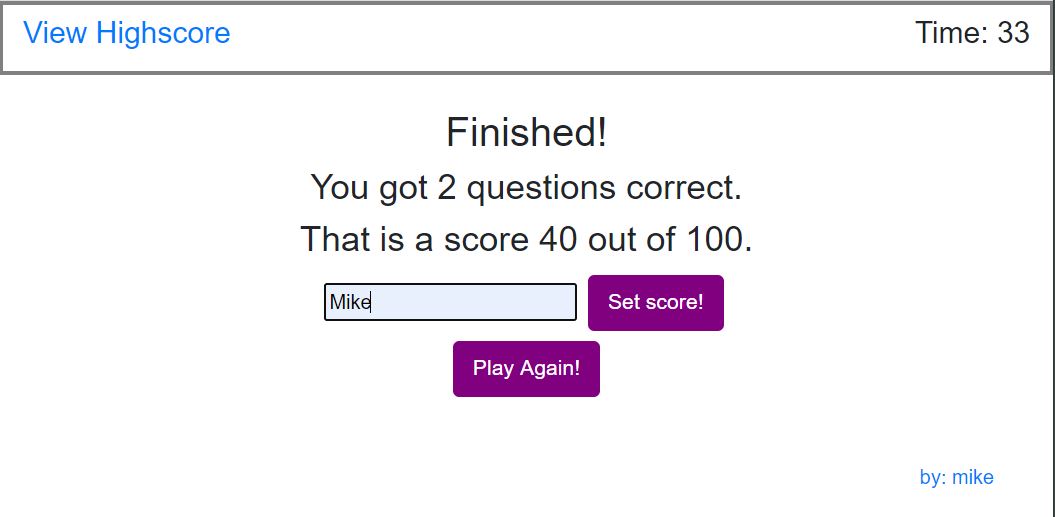 View Highscore Time: 33
Finished!
You got 2 questions correct.
That is a score 40 out of 100.
Mike Set score!
Play Again!
by: mike